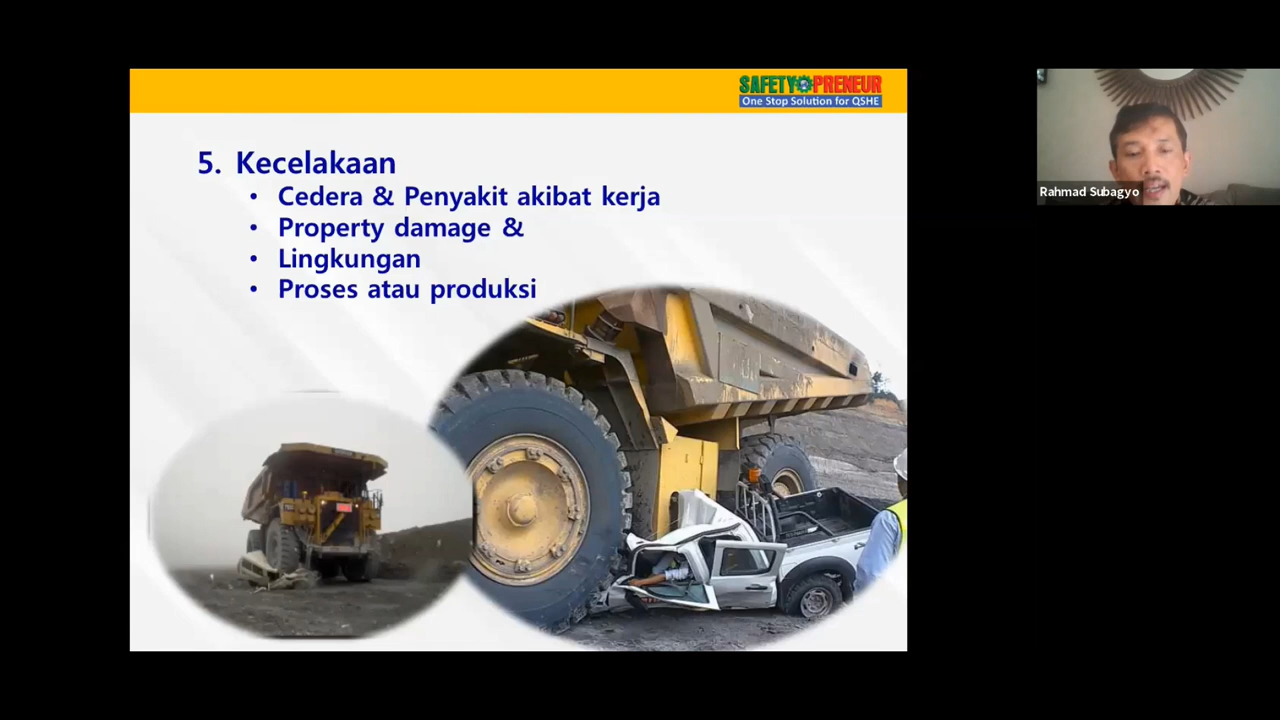 SAFETY PRENEUR
One Stop Solution for QSHE
5. Kecelakaan
• Cedera & Penyakit akibat kerja
• Property damage &
• Lingkungan
• Proses atau produksi
Rahmad Subagyo